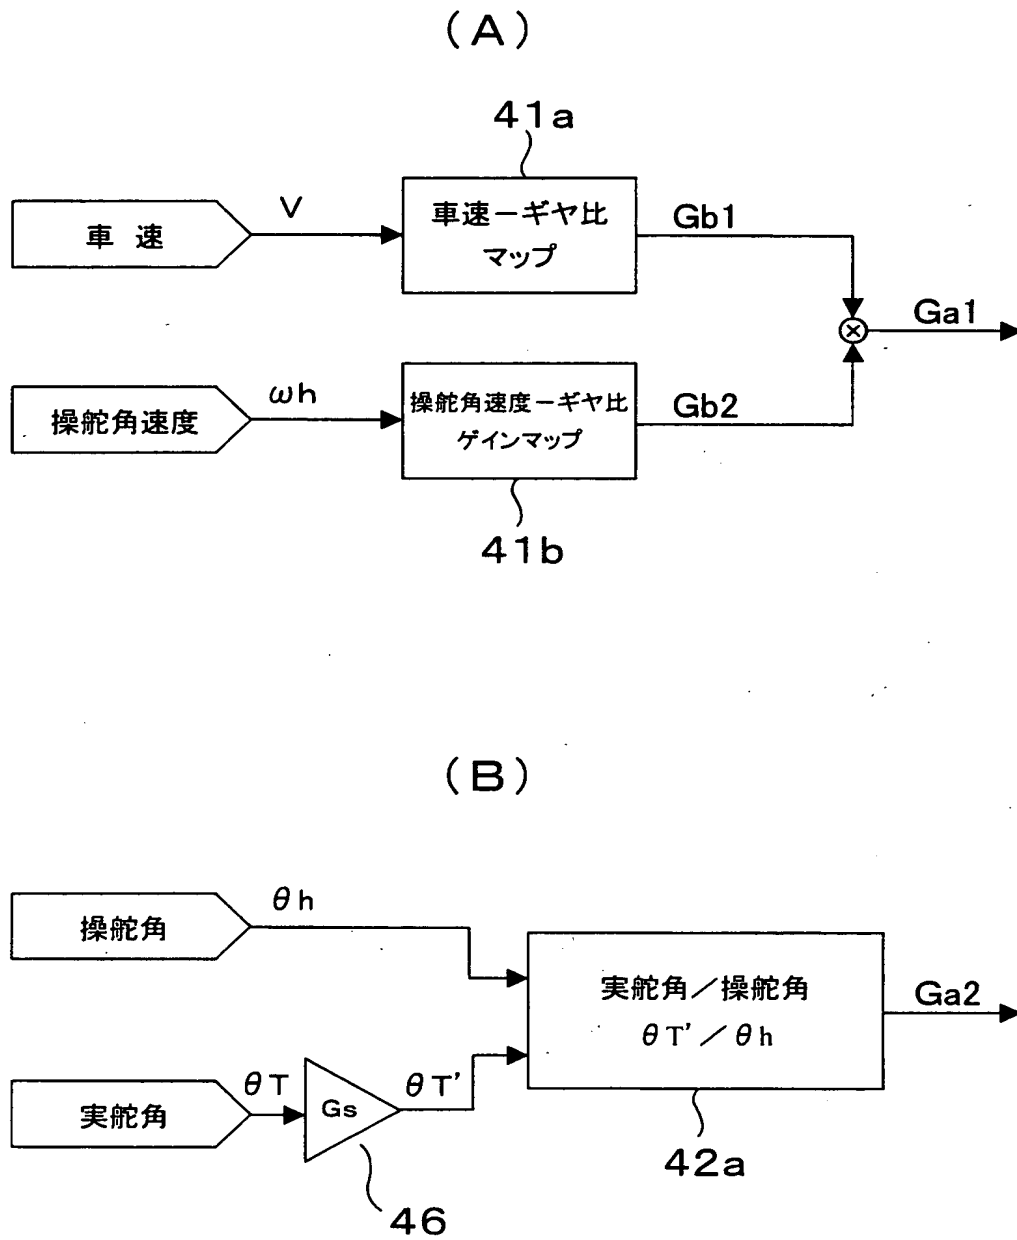 (A)
41a
車 速
V
車速－ギヤ比
マップ
Gb1
Ga1
操舵角速度
ωh
操舵角速度－ギヤ比
ゲインマップ
Gb2
41b
(B)
操舵角
θh
実舵角／操舵角
θT'／θh
Ga2
実舵角
θT
Gs
θT'
42a
46